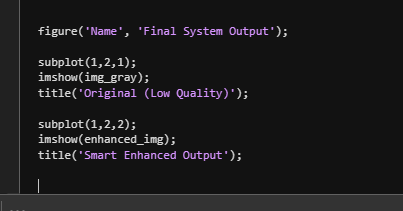 figure('Name', 'Final System Output');
subplot(1,2,1);
imshow(img_gray);
title('Original (Low Quality)');
subplot(1,2,2);
imshow(enhanced_img);
title('Smart Enhanced Output');